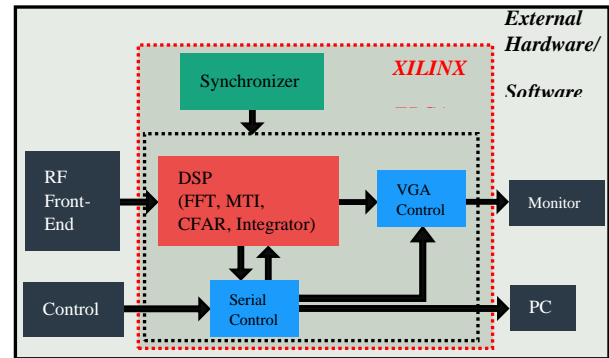 External
Hardware/
XILINX
Software
Synchronizer
RF
Front-
End
DSP
(FFT, MTI,
CFAR, Integrator)
VGA
Control
Monitor
Control
Serial
Control
PC